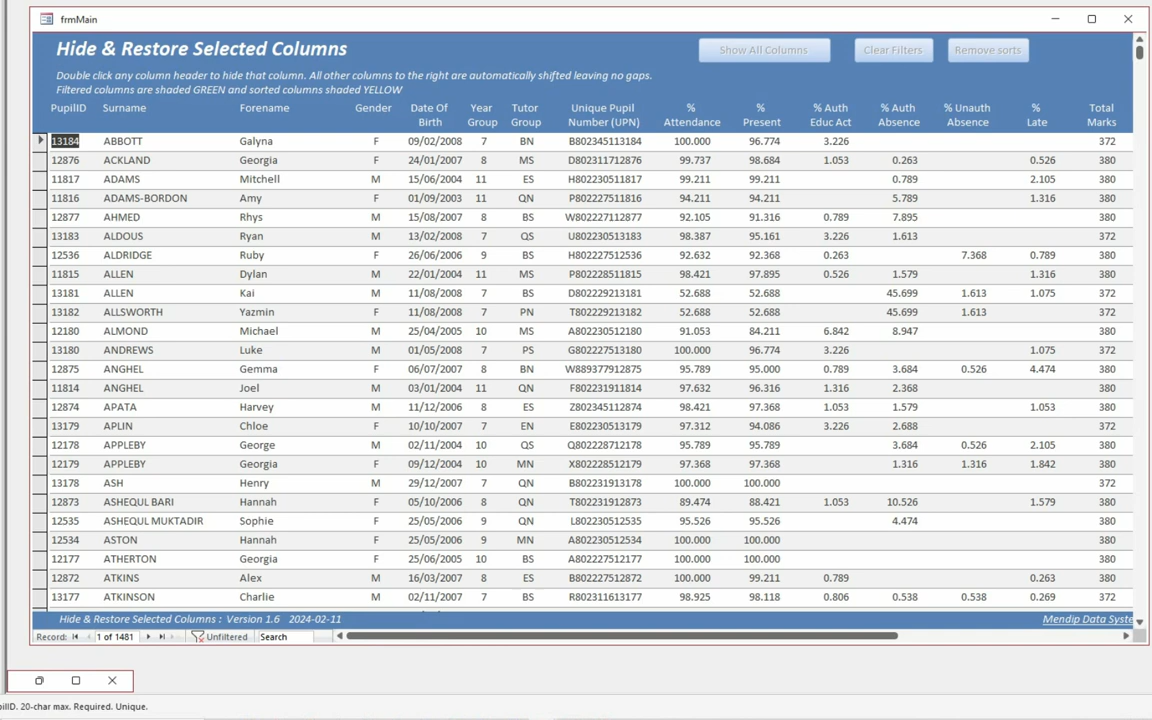 frmMain
Hide & Restore Selected Columns
Show All Columns Clear Filters Remove sorts
Double click any column header to hide that column. All other columns to the right are automatically shifted leaving no gaps.
Filtered columns are shaded GREEN and sorted columns shaded YELLOW
PupilID Surname Forename Gender Date Of Year Tutor Unique Pupil % % % Auth % Auth % Unauth % Total
Birth Group Group Number (UPN) Attendance Present Educ Act Absence Absence Late Marks
13184 ABBOTT Galyna F 09/02/2008 7 BN B802345113184 100.000 96.774 3.226 372
12876 ACKLAND Georgia F 24/01/2007 8 MS D802311712876 99.737 98.684 1.053 0.263 0.526 380
11817 ADAMS Mitchell M 15/06/2004 11 ES H802230511817 99.211 99.211 0.789 2.105 380
11816 ADAMS-BORDON Amy F 01/09/2003 11 QN P802227511816 94.211 94.211 5.789 1.316 380
12877 AHMED Rhys M 15/08/2007 8 BS W802227112877 92.105 91.316 0.789 7.895 380
13183 ALDOUS Ryan M 13/02/2008 7 QS U802230513183 98.387 95.161 3.226 1.613 372
12536 ALDRIDGE Ruby F 26/06/2006 9 BS H802227512536 92.632 92.368 0.263 7.368 0.789 380
11815 ALLEN Dylan M 22/01/2004 11 MS P802228511815 98.421 97.895 0.526 1.579 1.316 380
13181 ALLEN Kai M 11/08/2008 7 BS D802229213181 52.688 52.688 45.699 1.613 1.075 372
13182 ALLSWORTH Yazmin F 11/08/2008 7 PN T802229213182 52.688 52.688 45.699 1.613 372
12180 ALMOND Michael M 25/04/2005 10 MS A802230512180 91.053 84.211 6.842 8.947 380
13180 ANDREWS Luke M 01/05/2008 7 PS G802227513180 100.000 96.774 3.226 1.075 372
12875 ANGHEL Gemma F 06/07/2007 8 BN W889377912875 95.789 95.000 0.789 3.684 0.526 4.474 380
11814 ANGHEL Joel M 03/01/2004 11 QN F802231911814 97.632 96.316 1.316 2.368 380
12874 APATA Harvey M 11/12/2006 8 ES Z802345112874 98.421 97.368 1.053 1.579 1.053 380
13179 APLIN Chloe F 10/10/2007 7 EN E802230513179 97.312 94.086 3.226 2.688 372
12178 APPLEBY George M 02/11/2004 10 QS Q802228712178 95.789 95.789 3.684 0.526 2.105 380
12179 APPLEBY Georgia F 09/12/2004 10 MN X802228512179 97.368 97.368 1.316 1.316 1.842 380
13178 ASH Henry M 29/12/2007 7 QN B802231913178 100.000 100.000 372
12873 ASHEQUL BARI Hannah F 05/10/2006 8 QN T802231912873 89.474 88.421 1.053 10.526 1.579 380
12535 ASHEQUL MUKTADIR Sophie F 25/05/2006 9 QN L802230512535 95.526 95.526 4.474 380
12534 ASTON Hannah F 25/05/2006 9 MN A802230512534 100.000 100.000 380
12177 ATHERTON Georgia F 25/06/2005 10 BS A802227512177 100.000 100.000 380
12872 ATKINS Alex M 16/03/2007 8 ES B802227512872 100.000 99.211 0.789 0.263 380
13177 ATKINSON Charlie M 02/11/2007 7 BS R802311613177 98.925 98.118 0.806 0.538 0.538 0.269 372
Hide & Restore Selected Columns : Version 1.6 2024-02-11 Mendip Data Syste
Record: 1 of 1481 Unfiltered Search
pilID. 20-char max. Required. Unique.